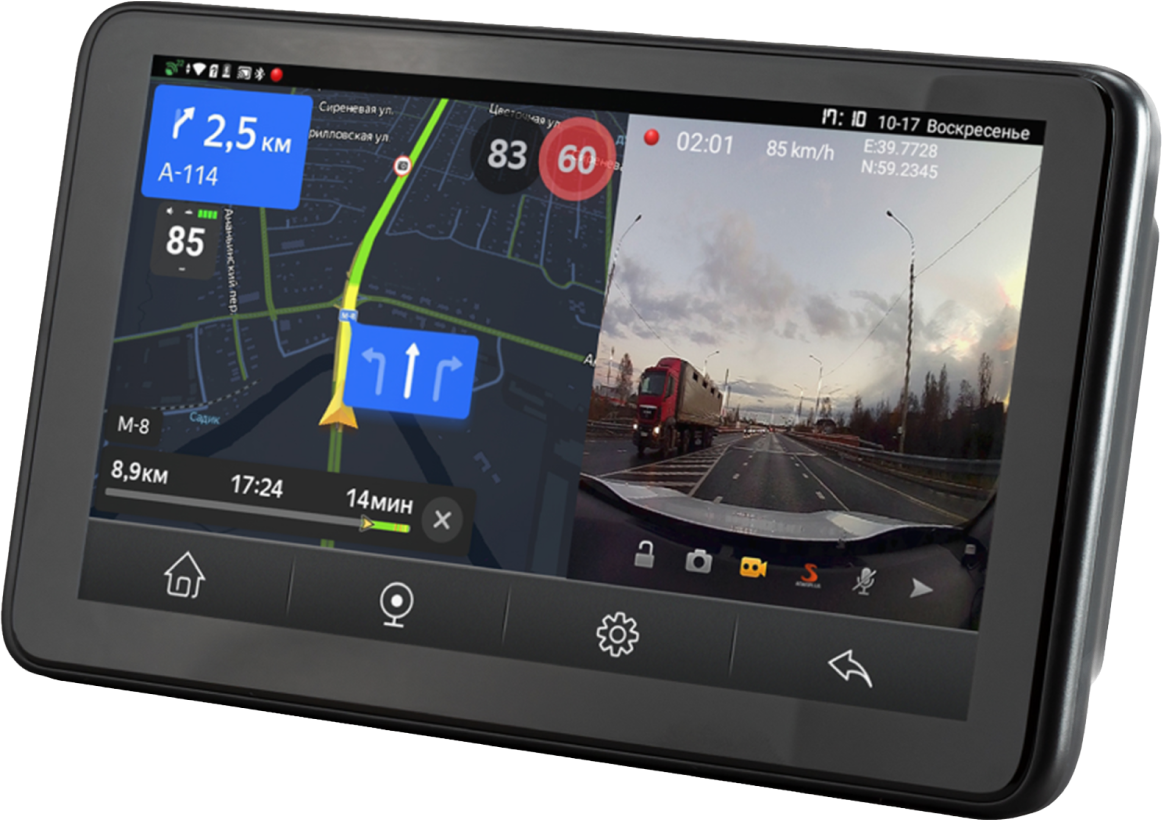 17:10 10-17 Воскресенье
2,5 км
А-114
Сиреневая ул.
рилловская ул.
Цветочная ул.
83
60
85
Ананьинский пер
М-8
Садик
М-8
8,9км
17:24
14мин
02:01
85 km/h
E:39.7728
N:59.2345